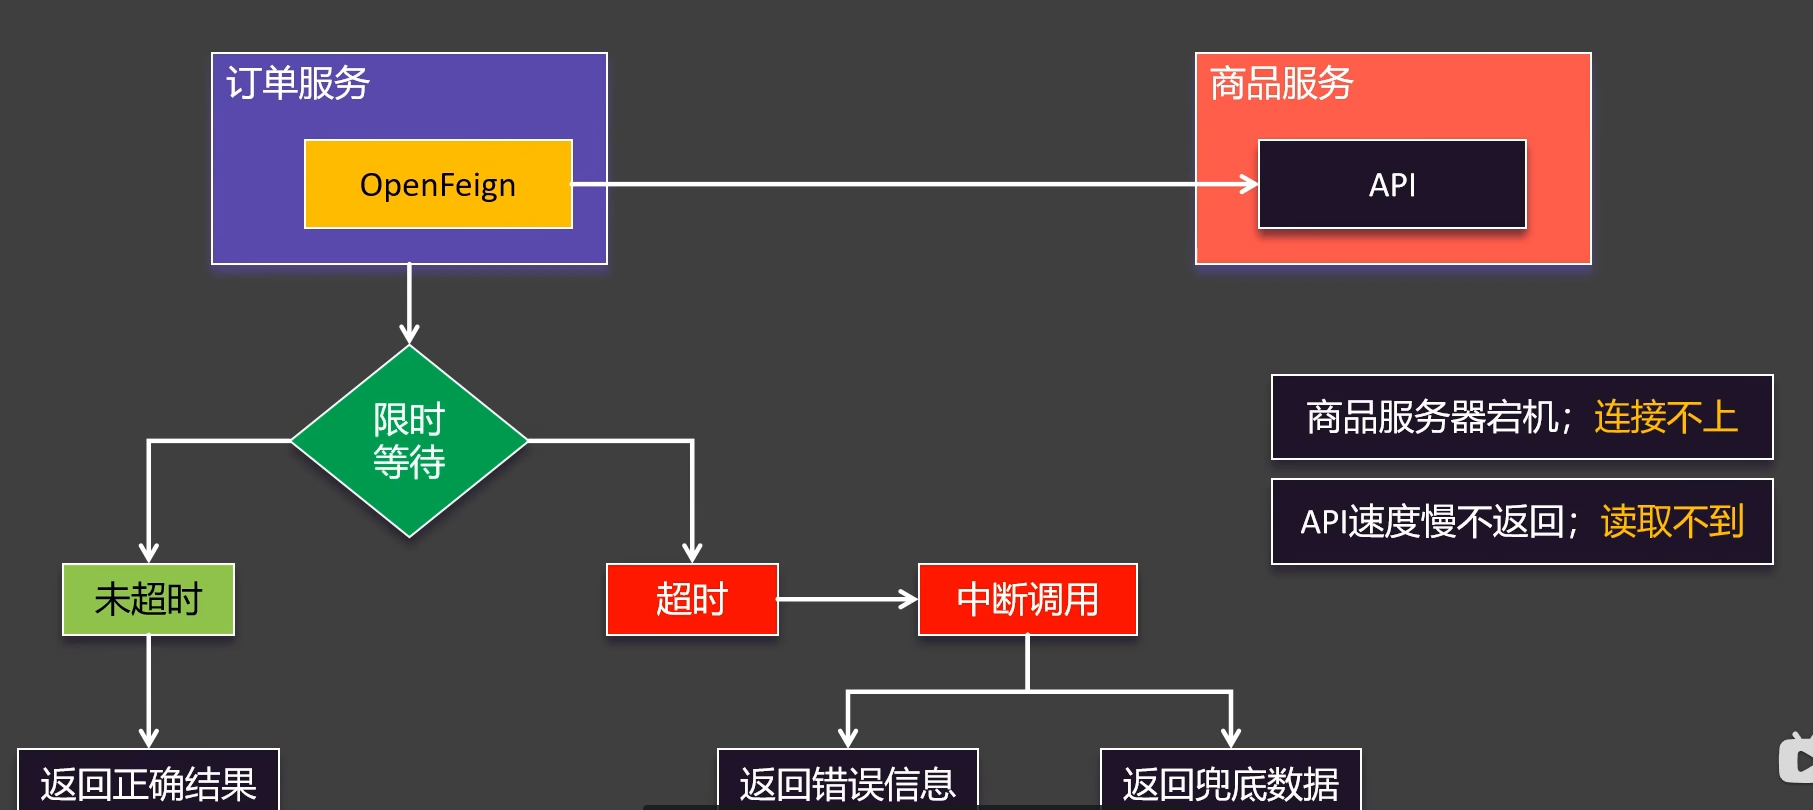 订单服务
商品服务
OpenFeign
API
限时
等待
商品服务器宕机；连接不上
API速度慢不返回；读取不到
未超时
超时
中断调用
返回正确结果
返回错误信息
返回兜底数据